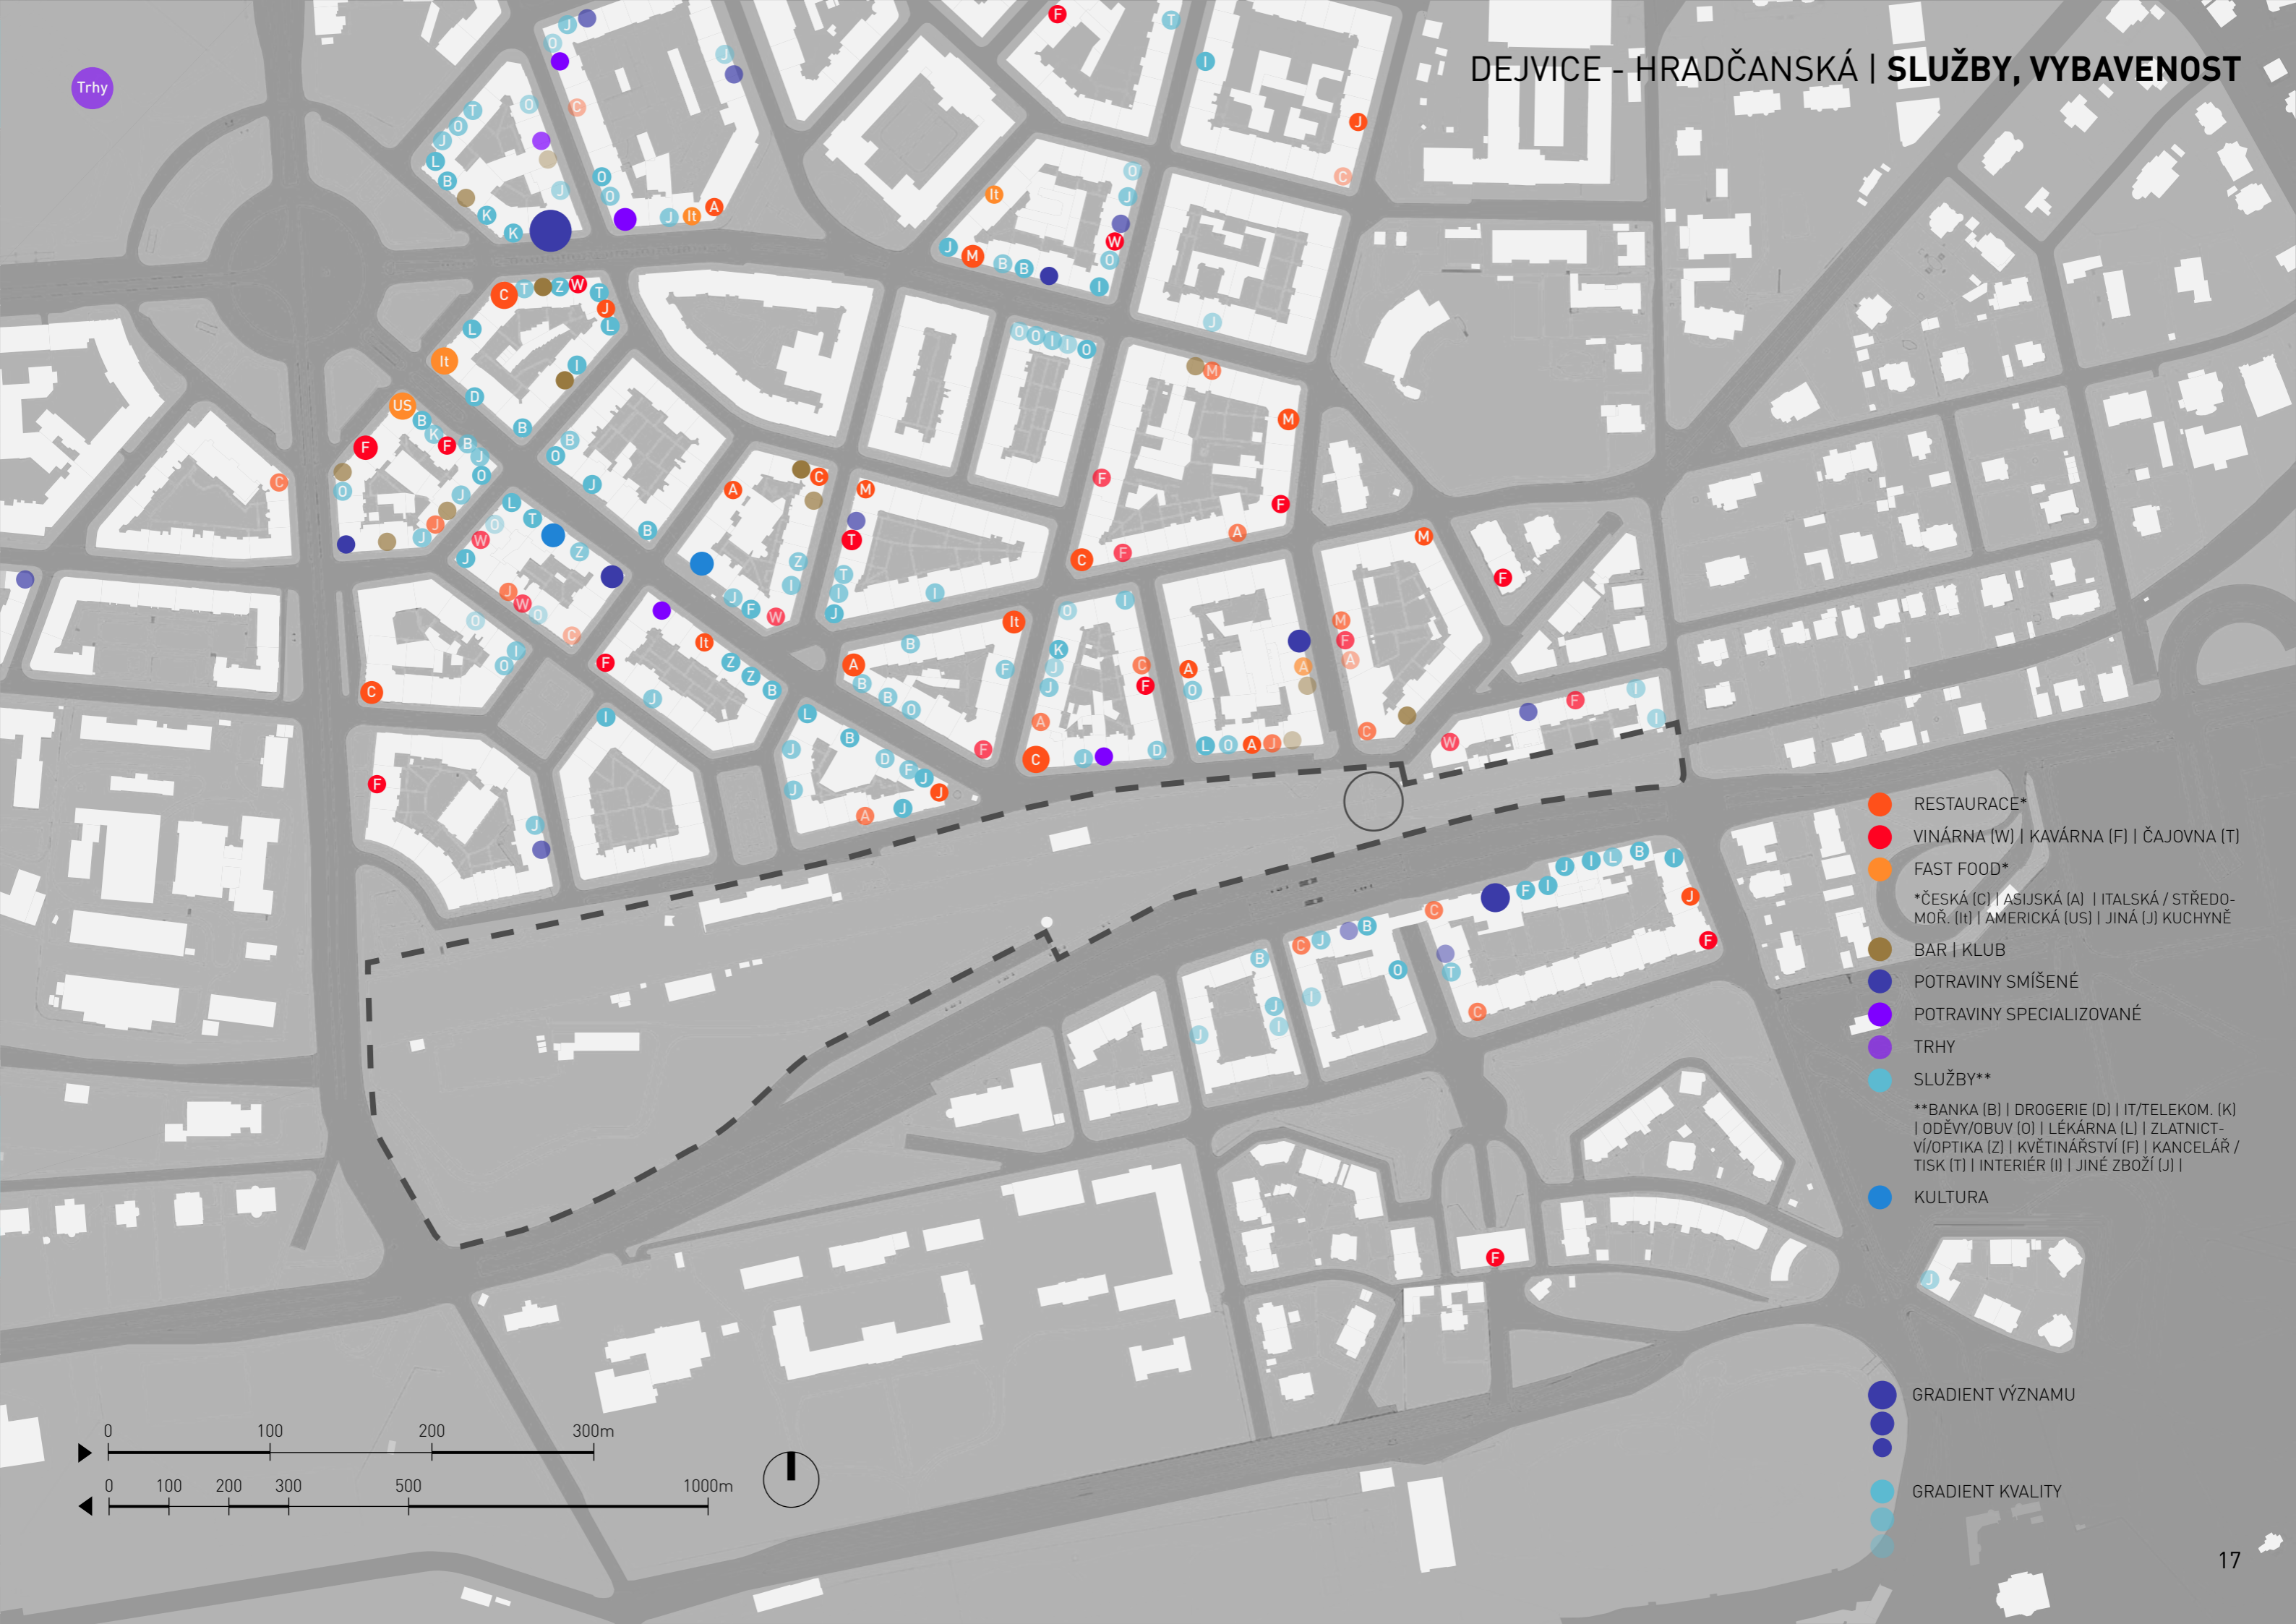 DEJVICE - HRADČANSKÁ | SLUŽBY, VYBAVENOST
Trhy
RESTAURACE*
VINÁRNA (W) | KAVÁRNA (F) | ČAJOVNA (T)
FAST FOOD*
*ČESKÁ (C) | ASIJSKÁ (A) | ITALSKÁ / STŘEDO-
MOŘ. (It) | AMERICKÁ (US) | JINÁ (J) KUCHYNĚ
BAR | KLUB
POTRAVINY SMÍŠENÉ
POTRAVINY SPECIALIZOVANÉ
TRHY
SLUŽBY**
**BANKA (B) | DROGERIE (D) | IT/TELEKOM. (K)
| ODĚVY/OBUV (O) | LÉKÁRNA (L) | ZLATNICT-
VÍ/OPTIKA (Z) | KVĚTINÁŘSTVÍ (F) | KANCELÁŘ /
TISK (T) | INTERIÉR (I) | JINÉ ZBOŽÍ (J) |
KULTURA
GRADIENT VÝZNAMU
GRADIENT KVALITY
0 100 200 300m
0 100 200 300 500 1000m
17